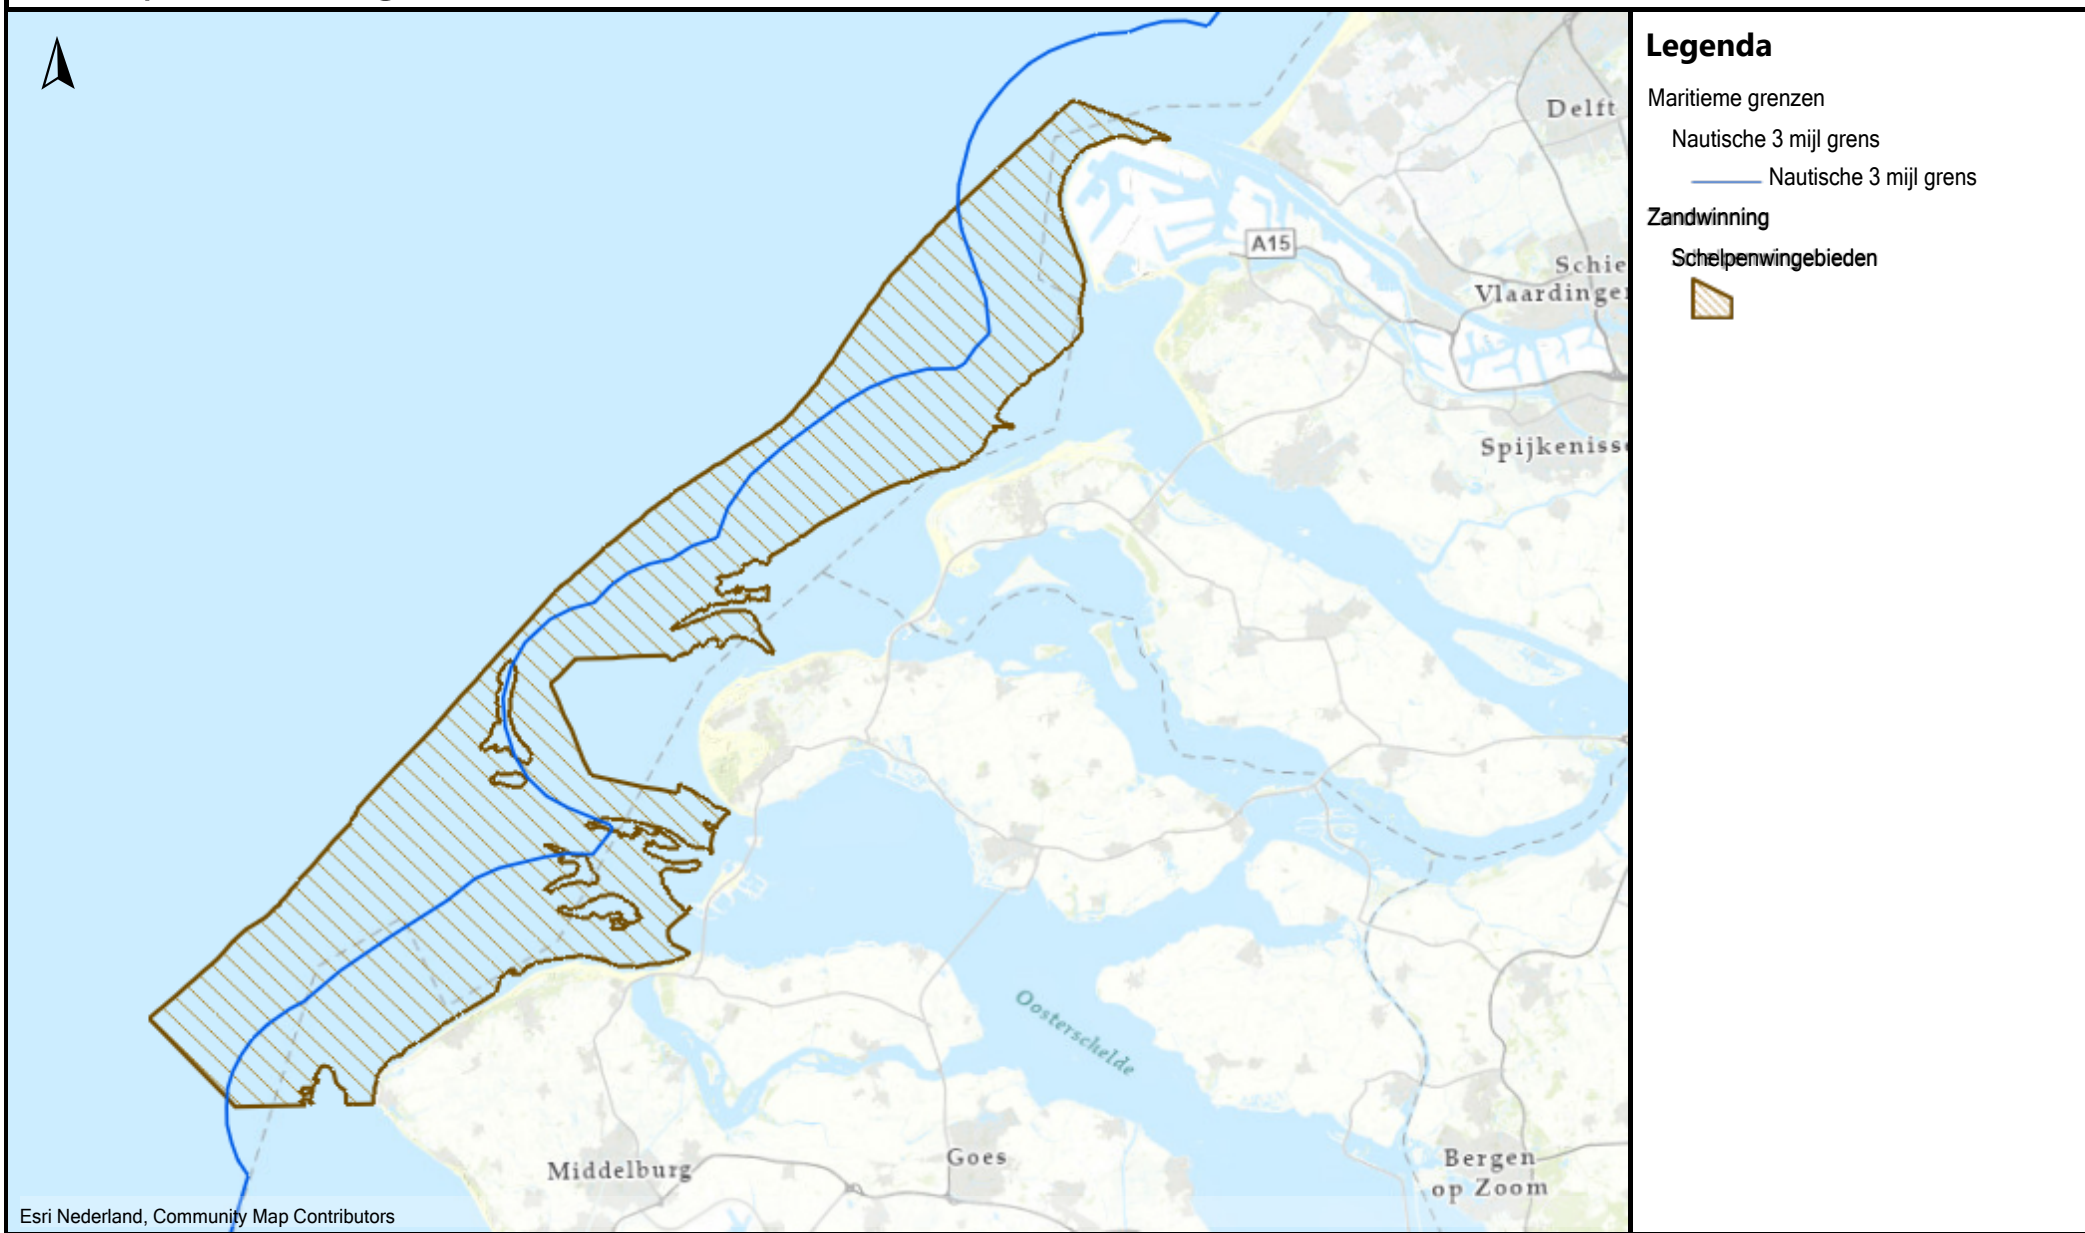 Delft
A15
Schie
Vlaardinge
Spijkeniss
Oosterschelde
Middelburg
Goes
Bergen
op Zoom
Esri Nederland, Community Map Contributors
Legenda
Maritieme grenzen
Nautische 3 mijl grens
Nautische 3 mijl grens
Zandwinning
Schelpenwingebieden